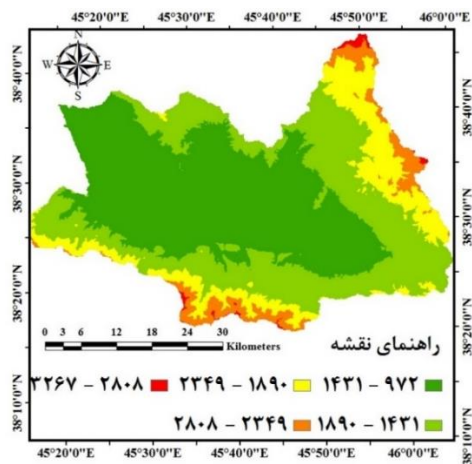 45°20'0"E 45°30'0"E 45°40'0"E 45°50'0"E 46°0'0"E
N
W E
S
38°40'0"N 38°40'0"N
38°30'0"N 38°30'0"N
38°20'0"N 38°20'0"N
38°10'0"N 38°10'0"N
0 3 6 12 18 24 30
Kilometers
راهنمای نقشه
۹۷۲ - ۱۴۳۱ ۱۸۹۰ - ۲۳۴۹ ۲۸۰۸ - ۳۲۶۷
۱۴۳۱ - ۱۸۹۰ ۲۳۴۹ - ۲۸۰۸
45°20'0"E 45°30'0"E 45°40'0"E 45°50'0"E 46°0'0"E